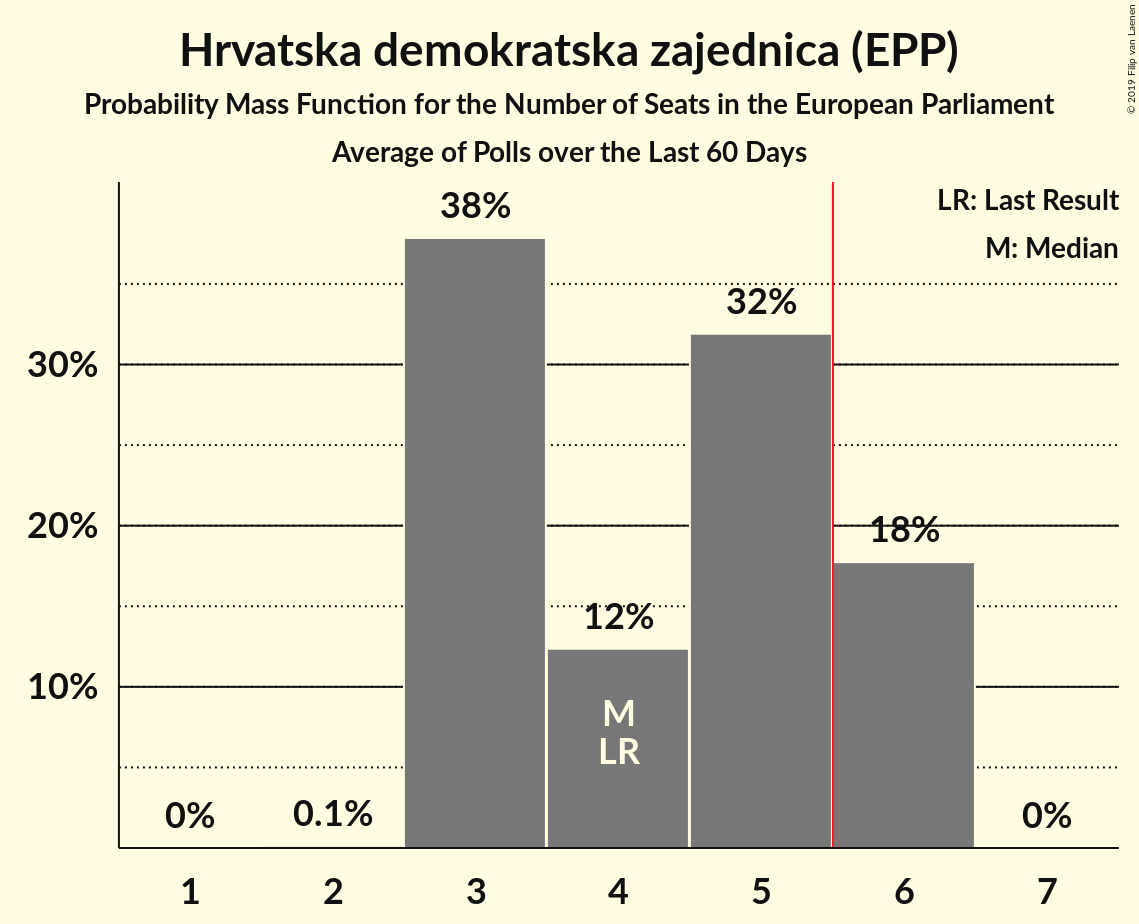 Hrvatska demokratska zajednica (EPP)
Probability Mass Function for the Number of Seats in the European Parliament
Average of Polls over the Last 60 Days
© 2019 Filip van Laenen
LR: Last Result
M: Median
38%
32%
30%
20%
18%
12%
10%
M
LR
0%
0.1%
0%
1 2 3 4 5 6 7